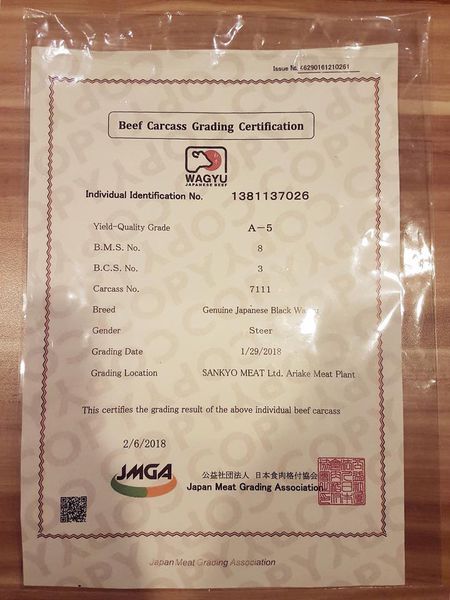 Issue No. 46290161210261
Beef Carcass Grading Certification
WAGYU
JAPANESE BEEF
Individual Identification No. 1381137026
Yield-Quality Grade A-5
B.M.S. No. 8
B.C.S. No. 3
Carcass No. 7111
Breed Genuine Japanese Black Wagyu
Gender Steer
Grading Date 1/29/2018
Grading Location SANKYO MEAT Ltd. Ariake Meat Plant
This certifies the grading result of the above individual beef carcass
2/6/2018
JMGA
公益社団法人 日本食肉格付協会
Japan Meat Grading Association
Japan Meat Grading Association
COPY